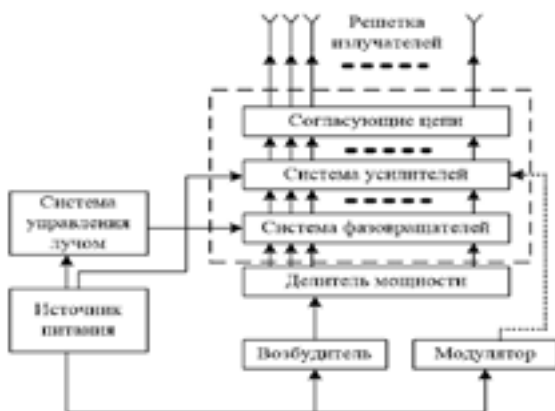 Решетка
излучателей
Согласующие цепи
Система усилителей
Система
управления
лучом
Система фазовращателей
Делитель мощности
Источник
питания
Возбудитель
Модулятор